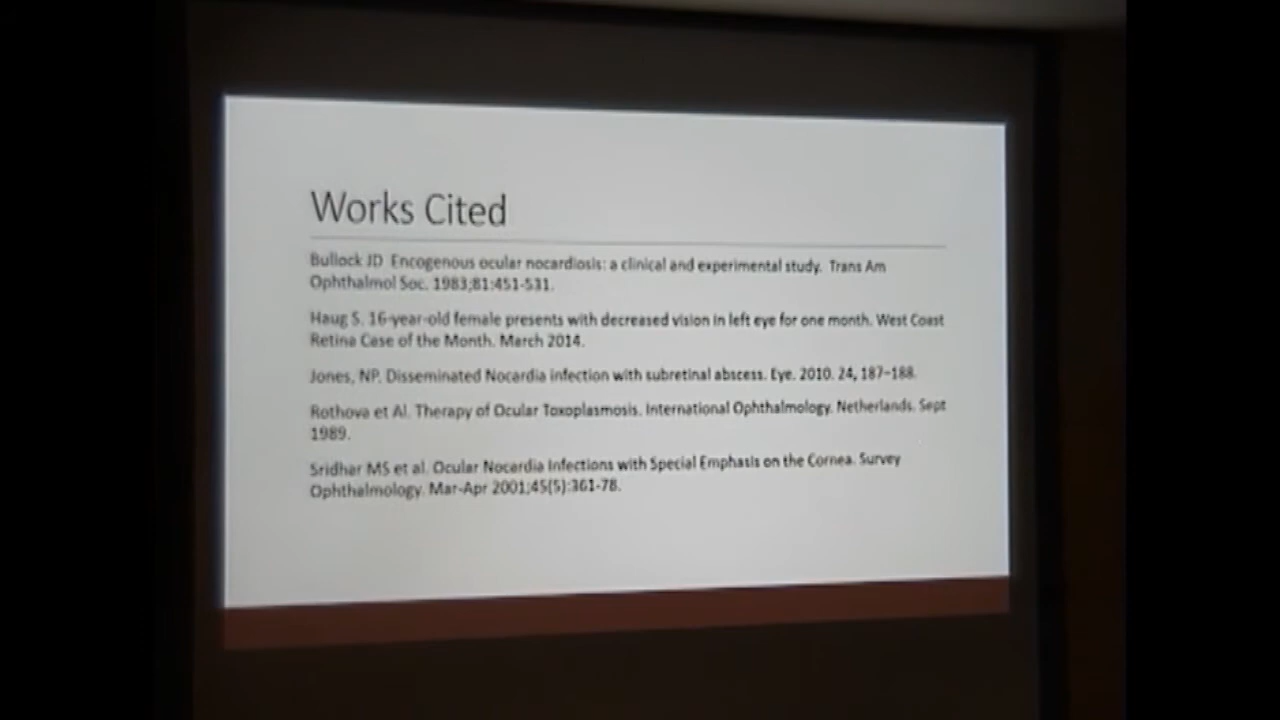 Works Cited
Bullock JD Encogenous ocular nocardiosis: a clinical and experimental study. Trans Am
Ophthalmol Soc. 1983;81:451-531.
Haug S. 16-year-old female presents with decreased vision in left eye for one month. West Coast
Retina Case of the Month. March 2014.
Jones, NP. Disseminated Nocardia infection with subretinal abscess. Eye. 2010. 24, 187–188.
Rothova et Al. Therapy of Ocular Toxoplasmosis. International Ophthalmology. Netherlands. Sept
1989.
Sridhar MS et al. Ocular Nocardia Infections with Special Emphasis on the Cornea. Survey
Ophthalmology. Mar-Apr 2001;45(5):361-78.